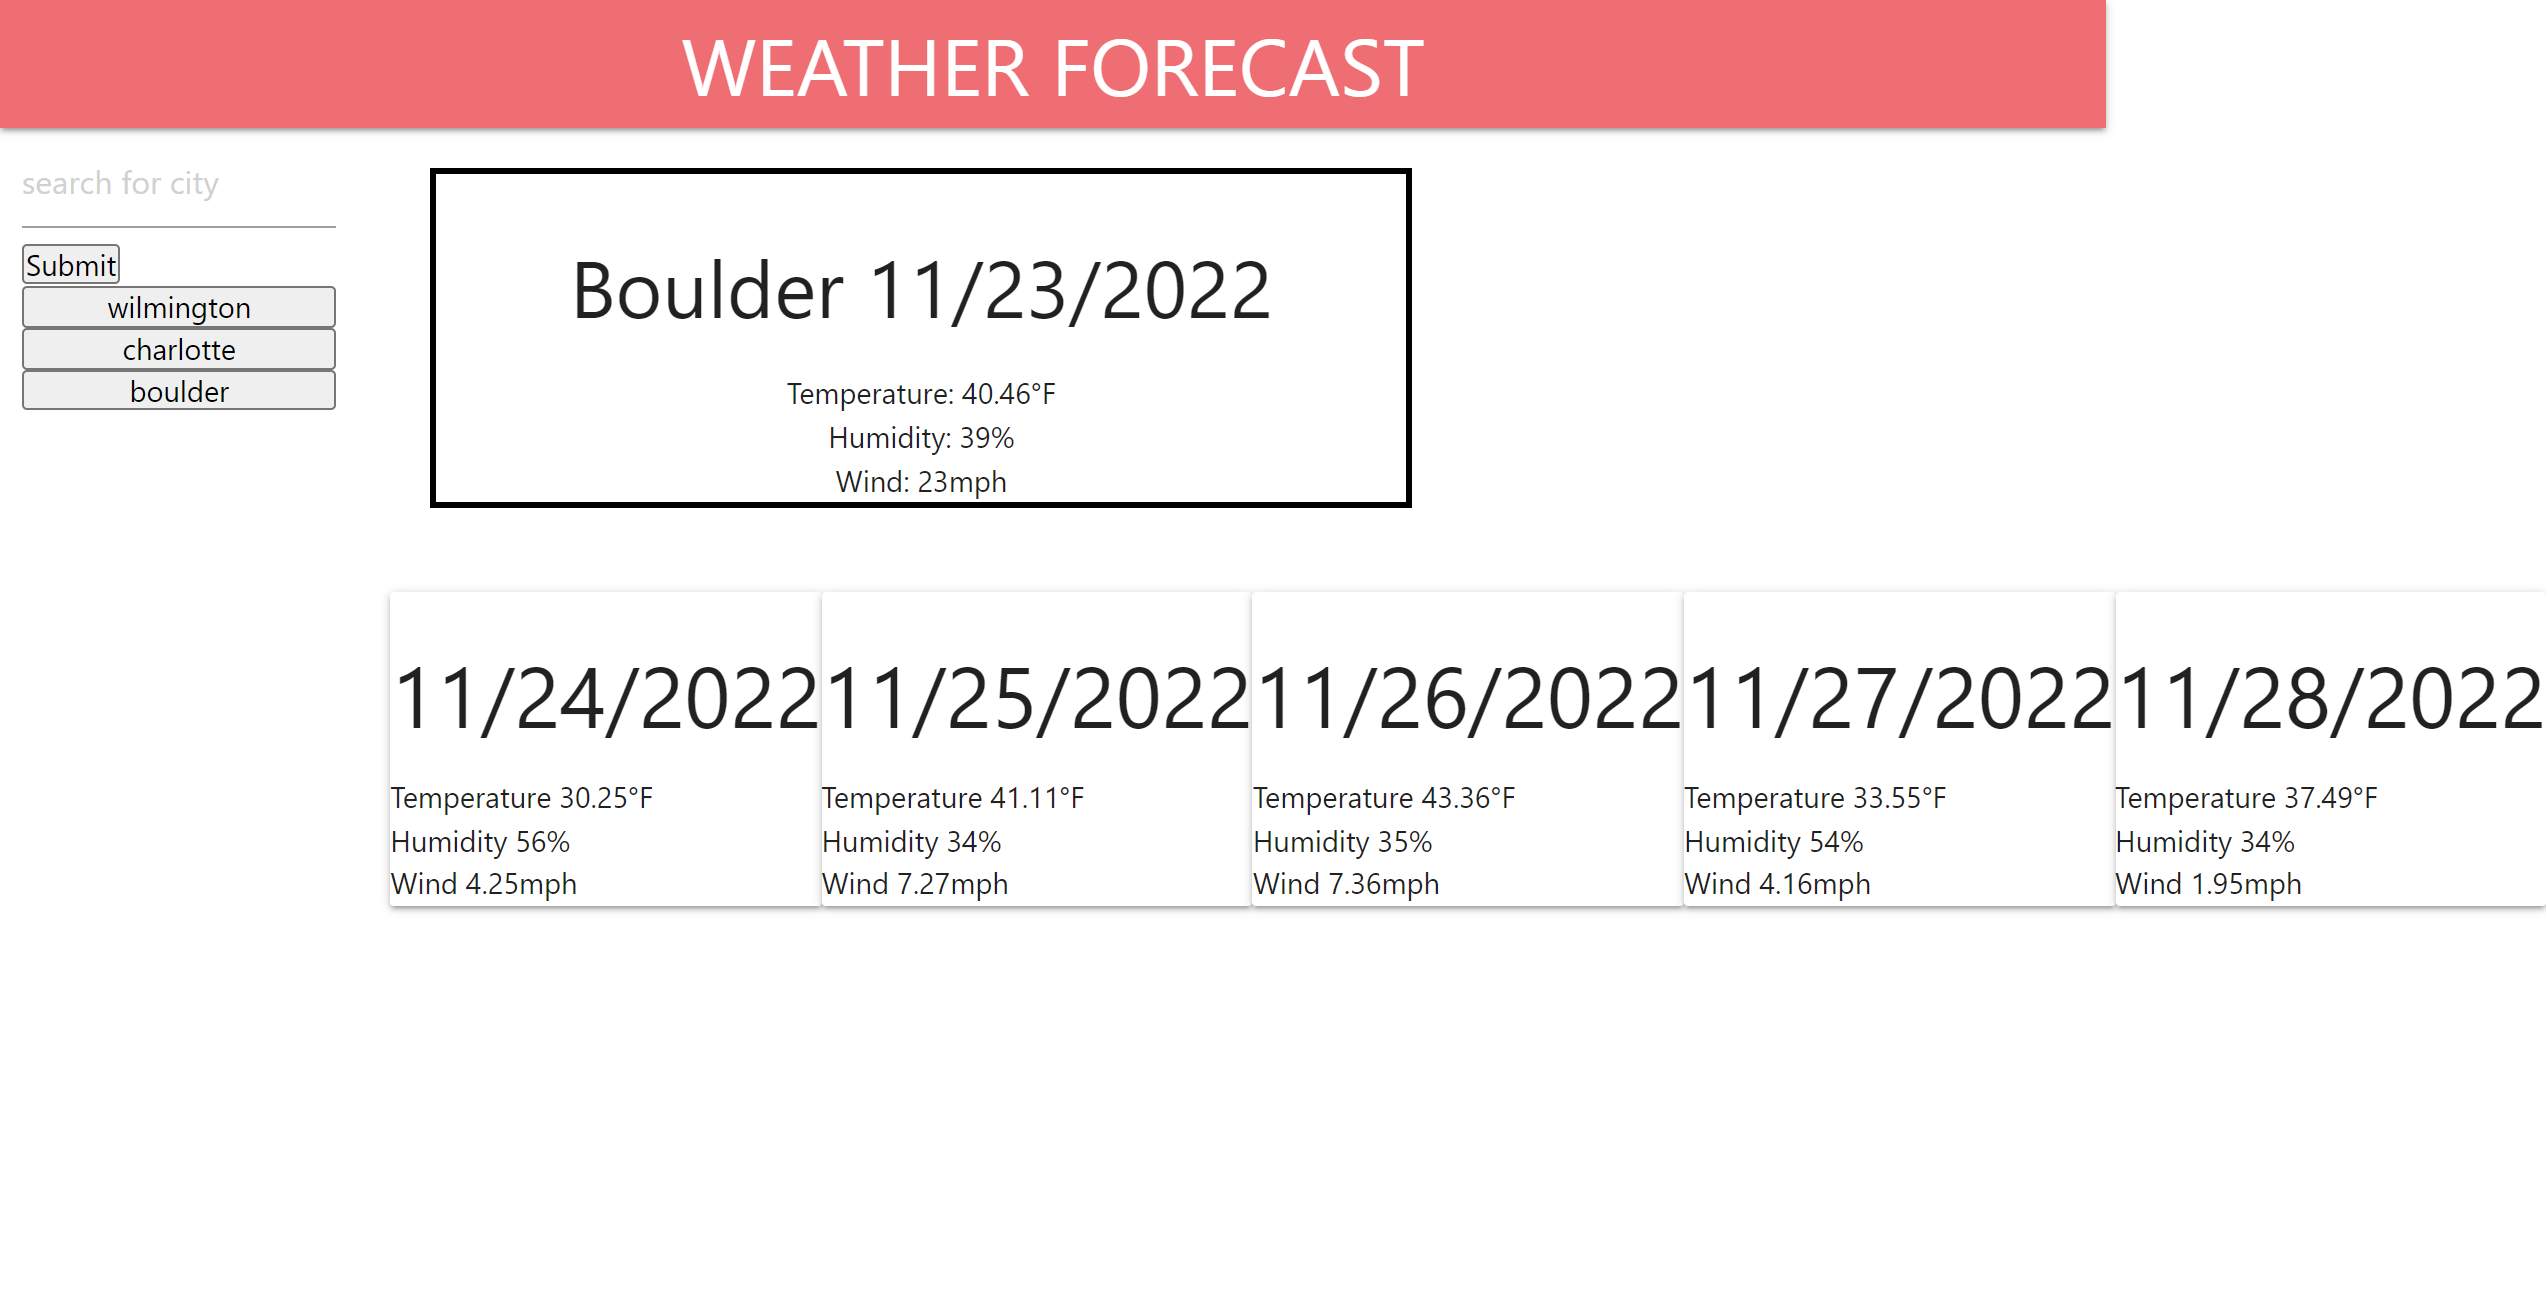 WEATHER FORECAST
search for city
Submit
wilmington
charlotte
boulder
Boulder 11/23/2022
Temperature: 40.46°F
Humidity: 39%
Wind: 23mph
11/24/2022
Temperature 30.25°F
Humidity 56%
Wind 4.25mph
11/25/2022
Temperature 41.11°F
Humidity 34%
Wind 7.27mph
11/26/2022
Temperature 43.36°F
Humidity 35%
Wind 7.36mph
11/27/2022
Temperature 33.55°F
Humidity 54%
Wind 4.16mph
11/28/2022
Temperature 37.49°F
Humidity 34%
Wind 1.95mph